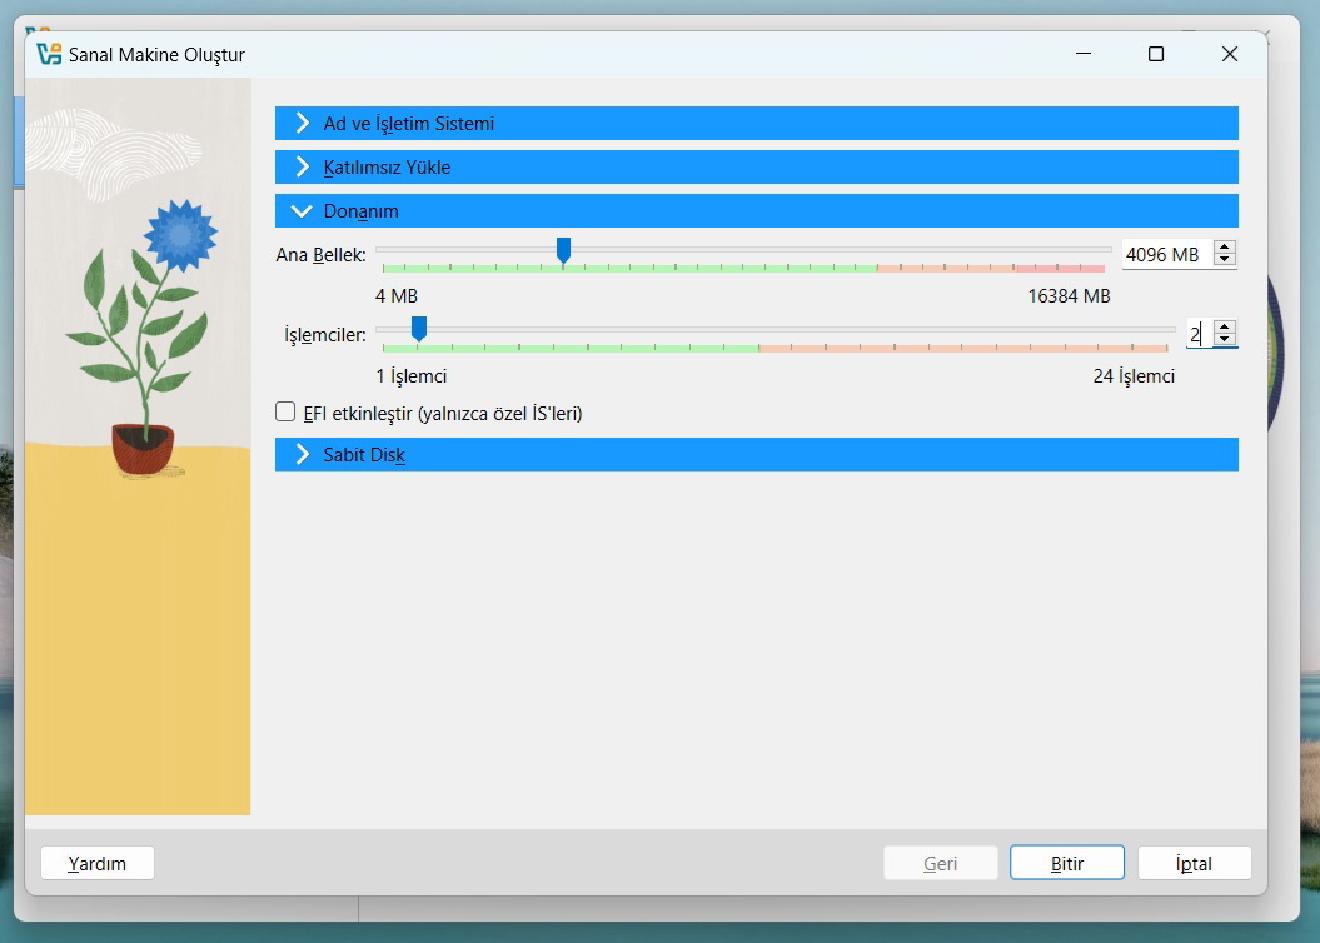 Sanal Makine Oluştur
Ad ve İşletim Sistemi
Katılımsız Yükle
Donanım
Ana Bellek: 4096 MB
4 MB 16384 MB
İşlemciler: 2
1 İşlemci 24 İşlemci
EFI etkinleştir (yalnızca özel İS'leri)
Sabit Disk
Yardım Geri Bitir İptal